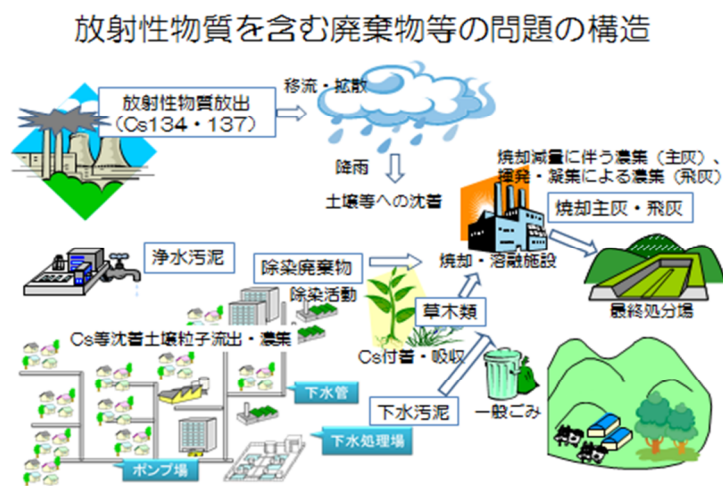 放射性物質を含む廃棄物等の問題の構造
放射性物質放出
（Cs134・137）
移流・拡散
降雨
土壌等への沈着
焼却減量に伴う濃集（主灰）、
揮発・凝集による濃集（飛灰）
焼却主灰・飛灰
浄水汚泥
除染廃棄物
除染活動
焼却・溶融施設
最終処分場
草木類
Cs等沈着土壌粒子流出・濃集
Cs付着・吸収
下水管
下水汚泥
一般ごみ
下水処理場
ポンプ場